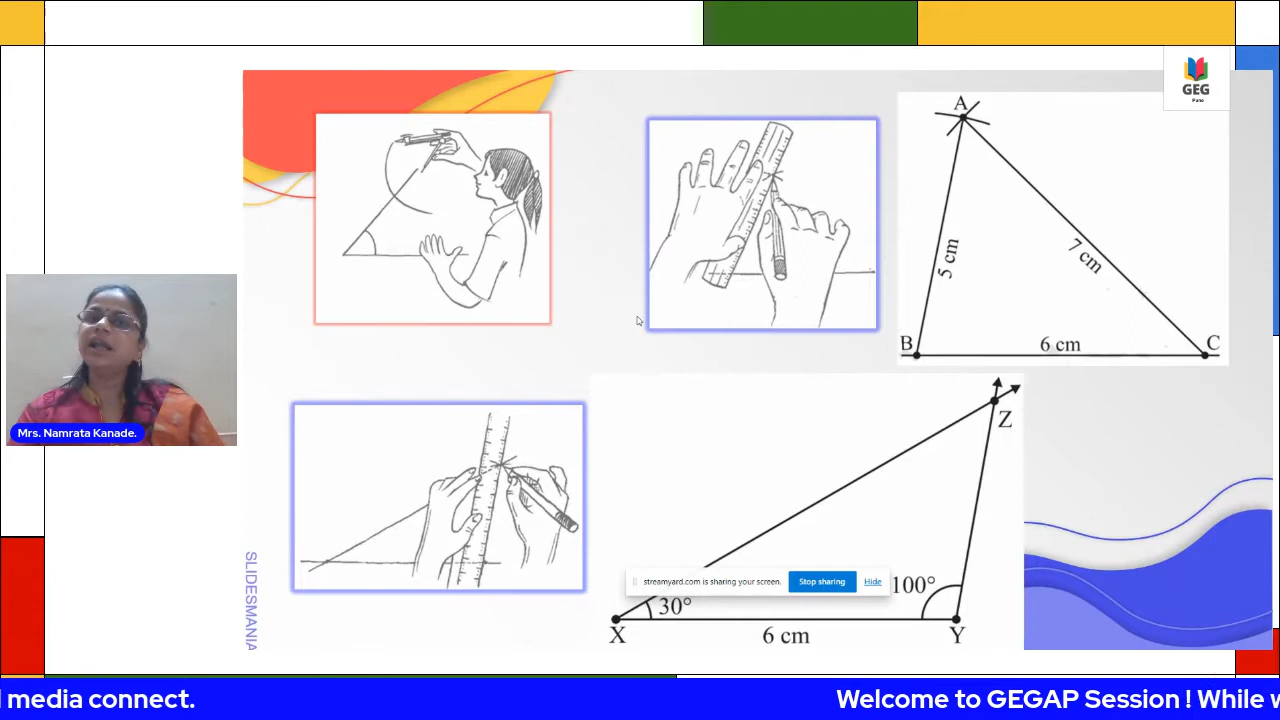 GEG
Pune
A
5 cm
7 cm
B
6 cm
C
Mrs. Namrata Kanade.
Z
streamyard.com is sharing your screen.
Stop sharing
Hide
100°
30°
X
6 cm
Y
SLIDESMANIA
l media connect.
Welcome to GEGAP Session ! While w